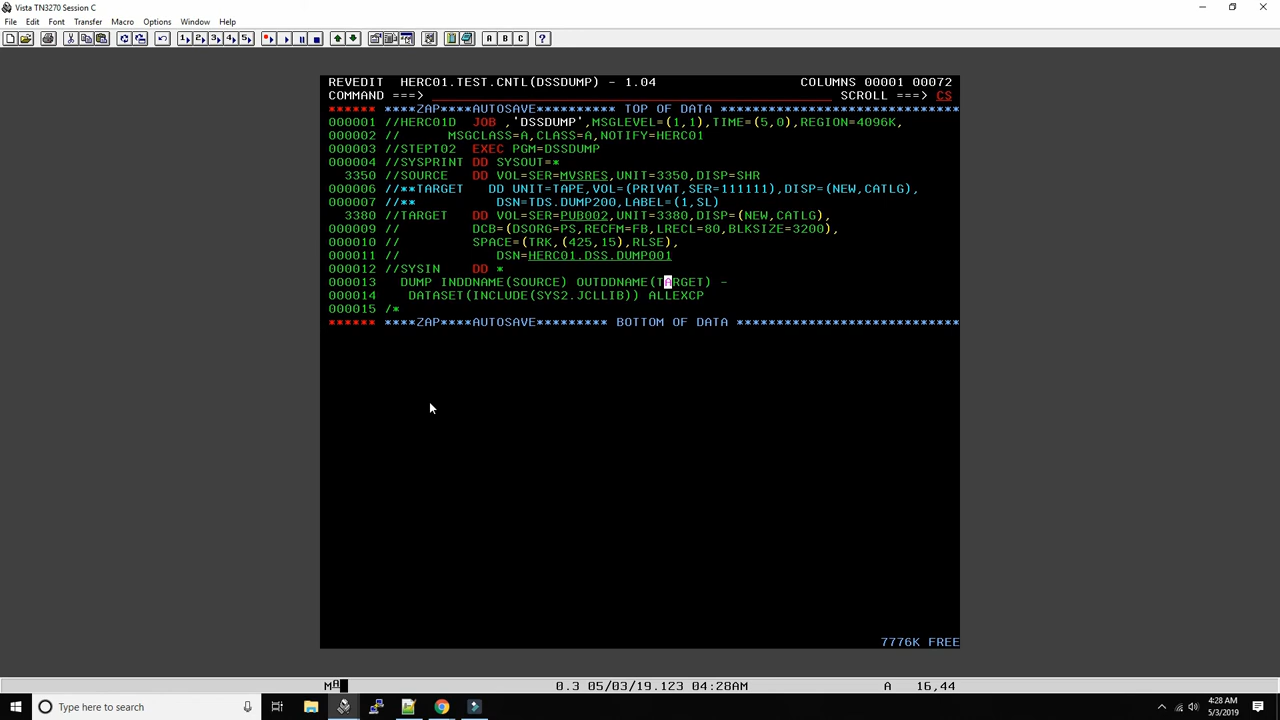 Vista TN3270 Session C
File Edit Font Transfer Macro Options Window Help
1 2 3 4 5 A B C ?
REVEDIT  HERC01.TEST.CNTL(DSSDUMP) - 1.04                  COLUMNS 00001 00072
COMMAND ===>                                                    SCROLL ===> CS
****** ****ZAP****AUTOSAVE********** TOP OF DATA ******************************
000001 //HERC01D  JOB  ,'DSSDUMP',MSGLEVEL=(1,1),TIME=(5,0),REGION=4096K,
000002 //      MSGCLASS=A,CLASS=A,NOTIFY=HERC01
000003 //STEPT02  EXEC PGM=DSSDUMP
000004 //SYSPRINT DD SYSOUT=*
3350 //SOURCE   DD VOL=SER=MVSRES,UNIT=3350,DISP=SHR
000006 //**TARGET   DD UNIT=TAPE,VOL=(PRIVAT,SER=111111),DISP=(NEW,CATLG),
000007 //**         DSN=TDS.DUMP200,LABEL=(1,SL)
3380 //TARGET   DD VOL=SER=PUB002,UNIT=3380,DISP=(NEW,CATLG),
000009 //         DCB=(DSORG=PS,RECFM=FB,LRECL=80,BLKSIZE=3200),
000010 //         SPACE=(TRK,(425,15),RLSE),
000011 //            DSN=HERC01.DSS.DUMP001
000012 //SYSIN    DD *
000013   DUMP INDDNAME(SOURCE) OUTDDNAME(TARGET) -
000014    DATASET(INCLUDE(SYS2.JCLLIB)) ALLEXCP
000015 /*
****** ****ZAP****AUTOSAVE********* BOTTOM OF DATA ****************************
7776K FREE
MA 0.3 05/03/19.123 04:28AM A 16,44
Type here to search
4:28 AM
5/3/2019